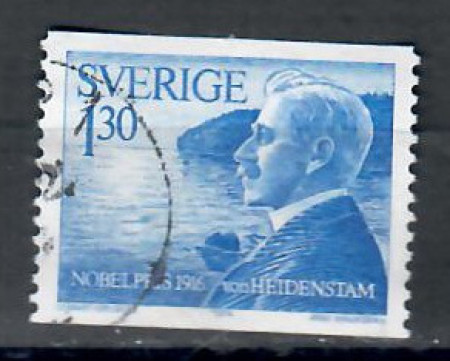 SVERIGE
1.30
NOBELPRIS 1916 von HEIDENSTAM